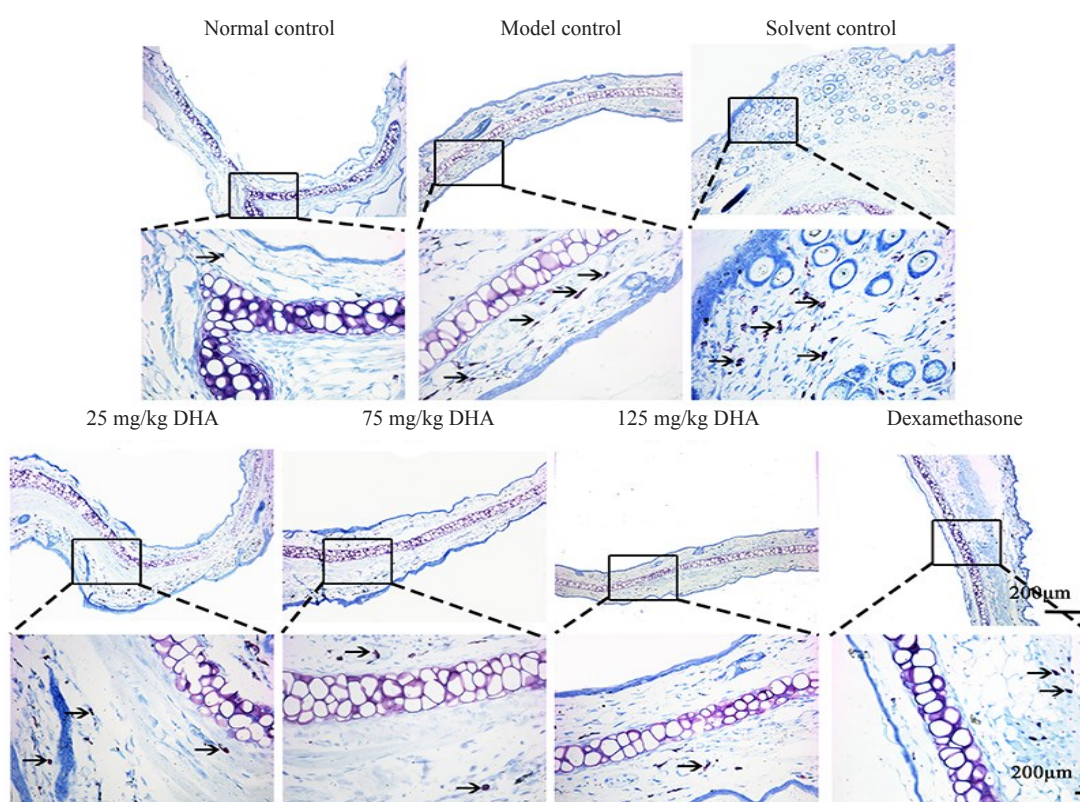 Normal control
Model control
Solvent control
25 mg/kg DHA
75 mg/kg DHA
125 mg/kg DHA
Dexamethasone
200μm
200μm